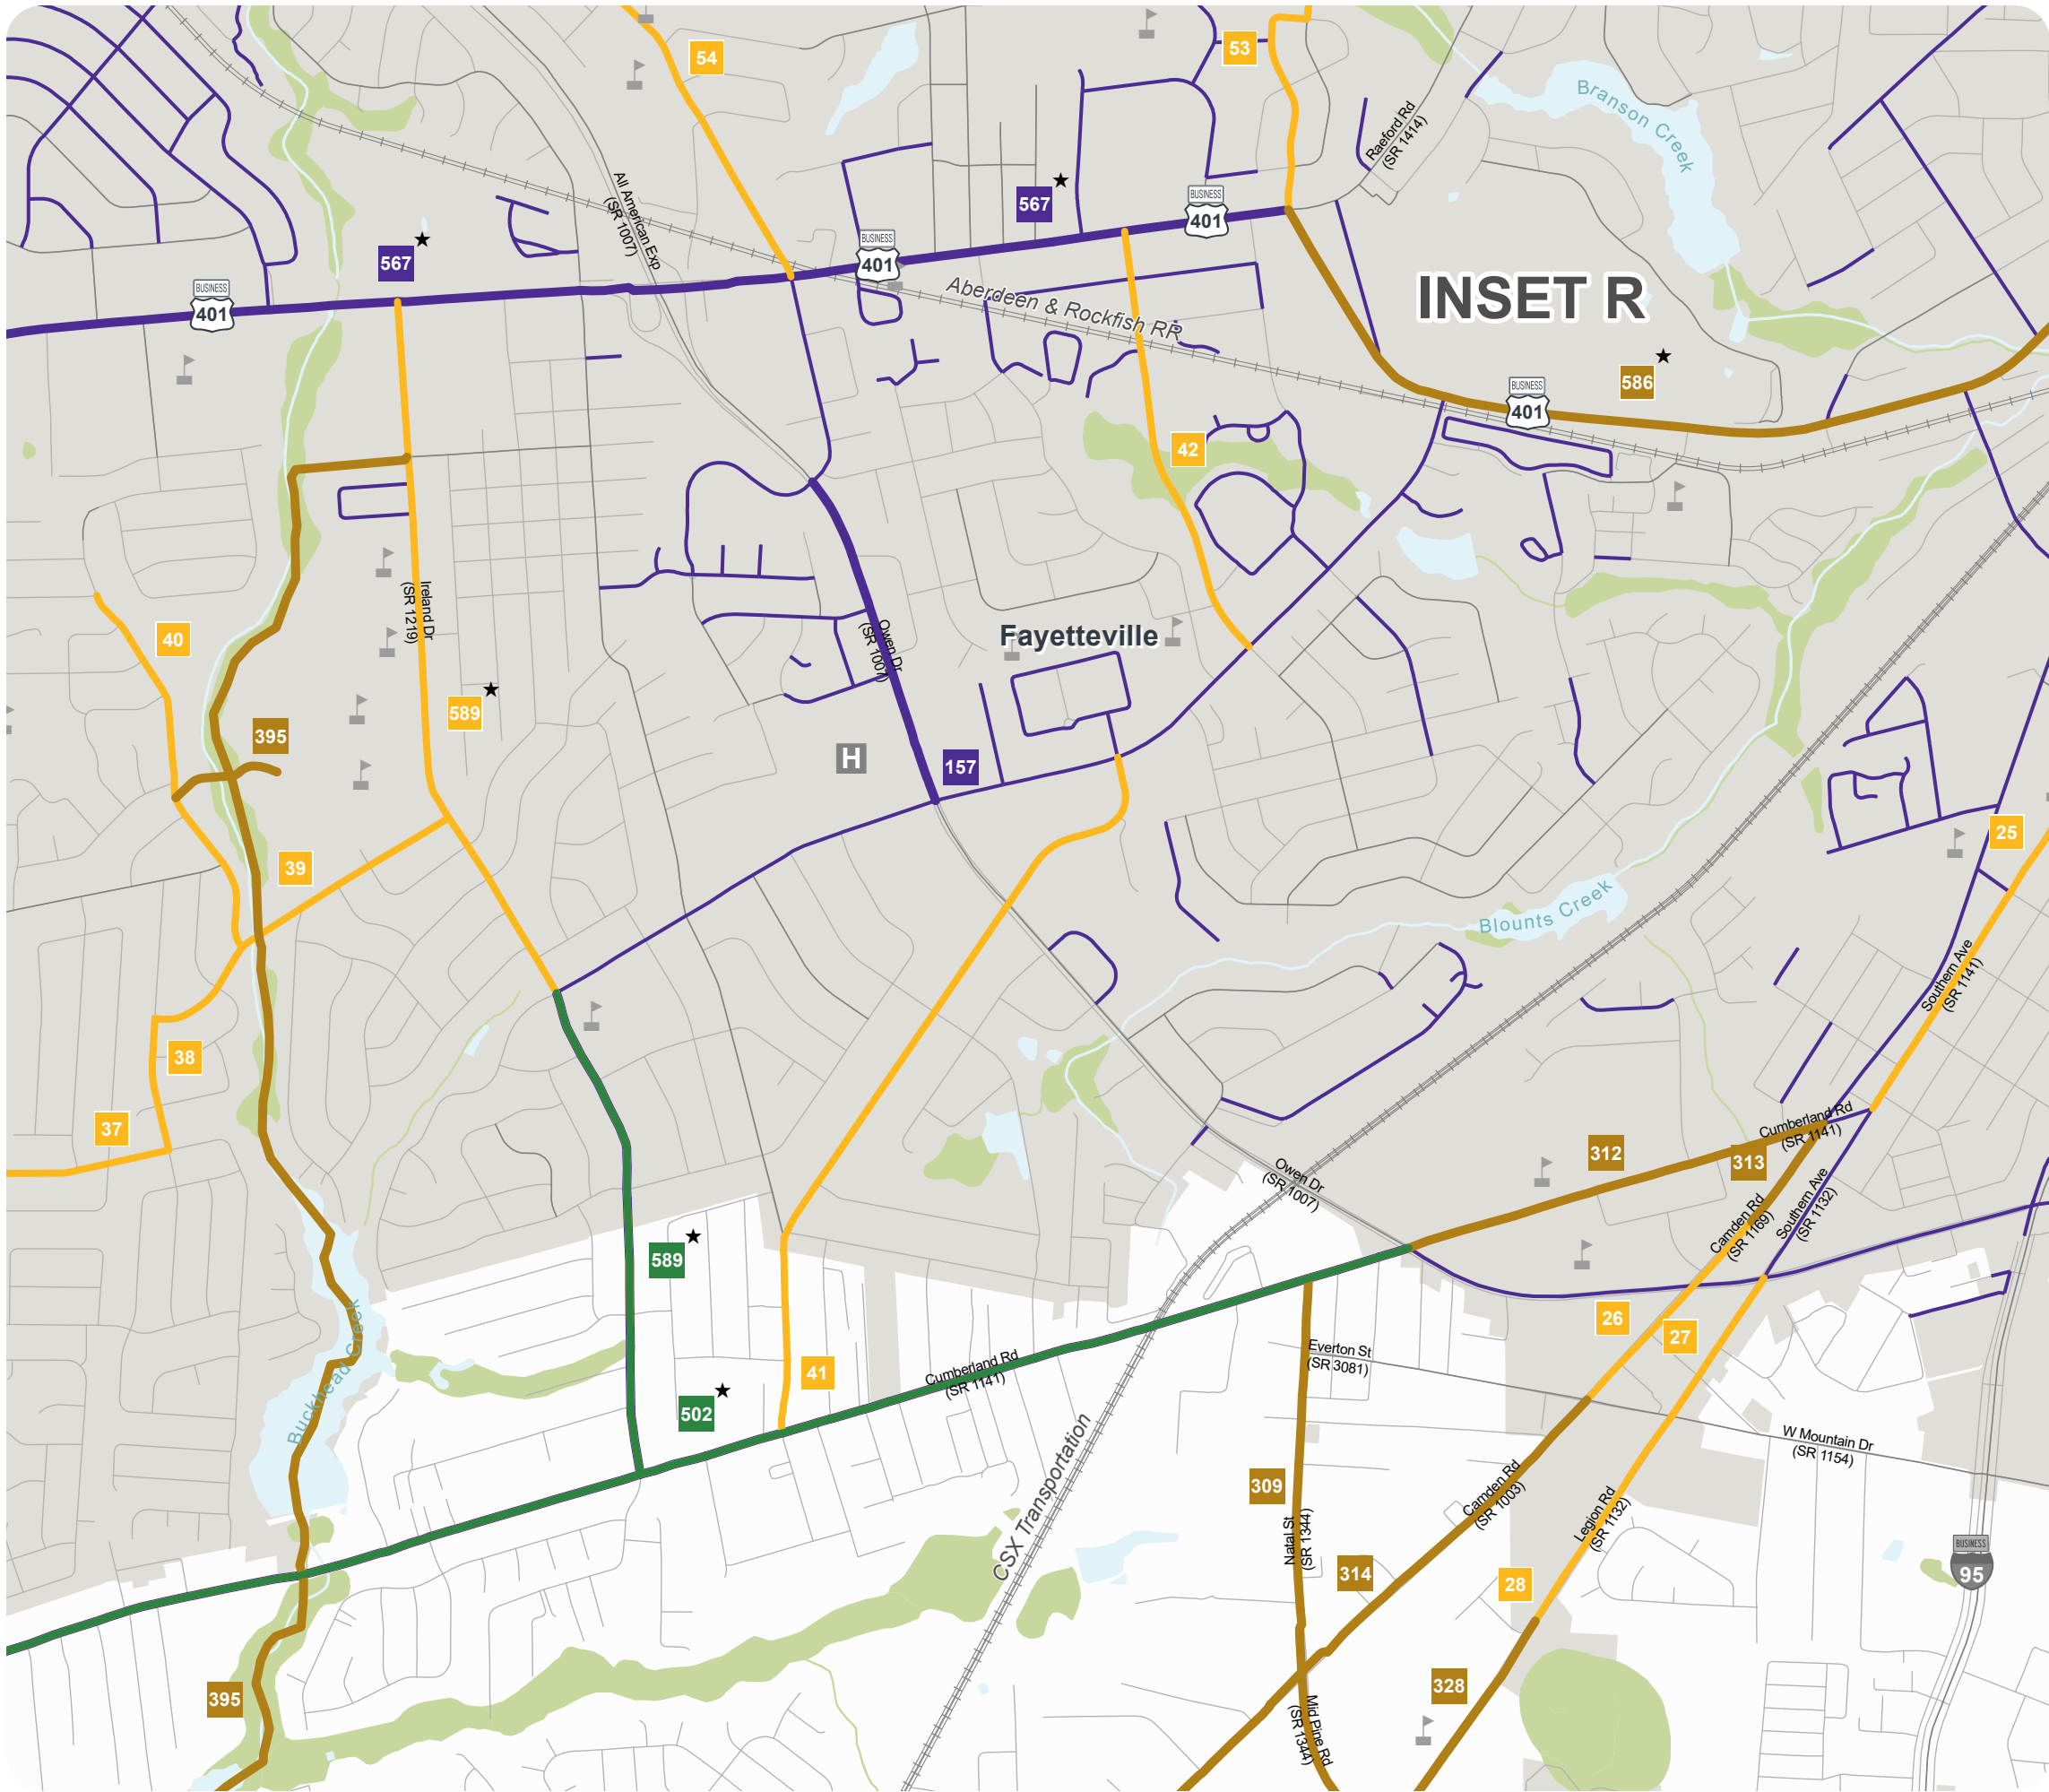 54
53
Raeford Rd
(SR 1414)
Branson Creek
All American Exp
(SR 1007)
567
BUSINESS
401
567
BUSINESS
401
BUSINESS
401
INSET R
Aberdeen & Rockfish RR
586
BUSINESS
401
42
Ireland Dr
(SR 1219)
40
Fayetteville
Owen Dr
(SR 1007)
589
395
H
157
25
39
Blounts Creek
Southern Ave
(SR 1141)
38
37
Cumberland Rd
(SR 1141)
312
313
Owen Dr
(SR 1007)
Camden Rd
(SR 1169)
Southern Ave
(SR 1132)
589
26
27
Everton St
(SR 3081)
Buckhead Creek
41
Cumberland Rd
(SR 1141)
502
W Mountain Dr
(SR 1154)
CSX Transportation
309
Camden Rd
(SR 1003)
Legion Rd
(SR 1132)
Natal St
(SR 1344)
314
28
BUSINESS
95
395
328
Mid Pine Rd
(SR 1344)